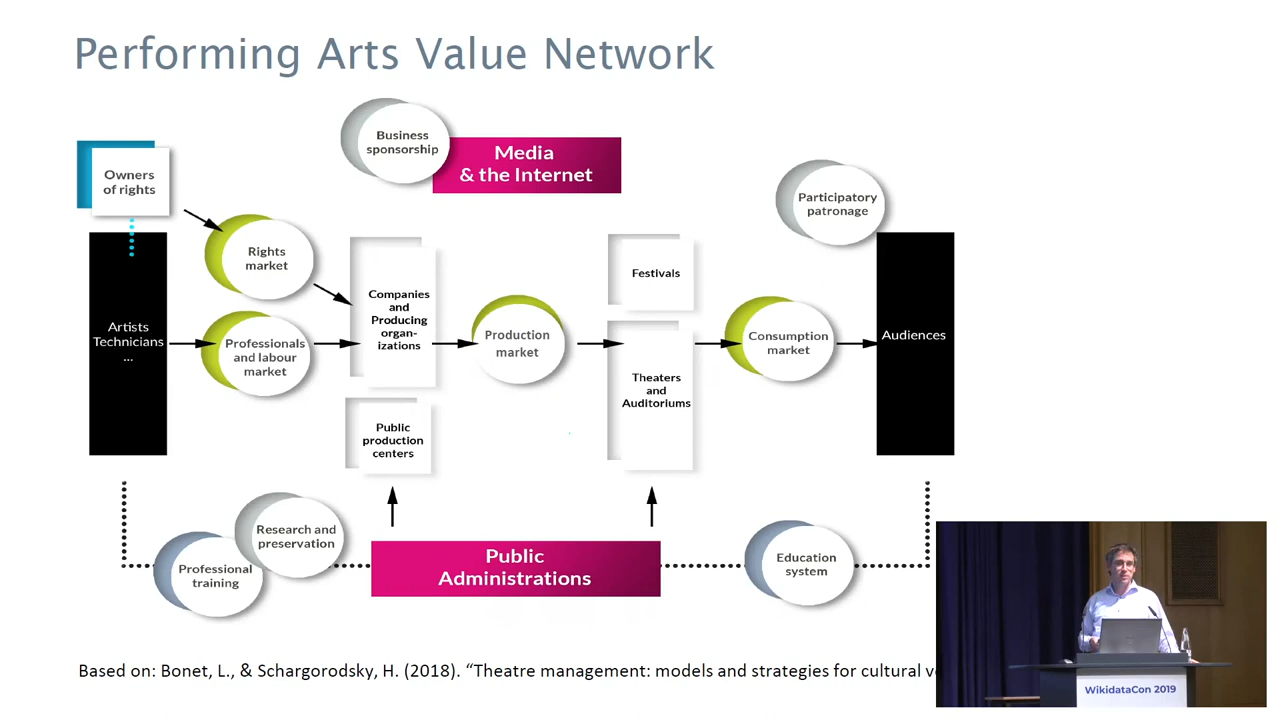 Performing Arts Value Network
Business
sponsorship
Media
& the Internet
Owners
of rights
Participatory
patronage
Rights
market
Festivals
Companies
and
Producing
organ-
izations
Artists
Technicians
...
Professionals
and labour
market
Production
market
Consumption
market
Audiences
Theaters
and
Auditoriums
Public
production
centers
Research and
preservation
Professional
training
Public
Administrations
Education
system
Based on: Bonet, L., & Schargorodsky, H. (2018). “Theatre management: models and strategies for cultural
WikidataCon 2019